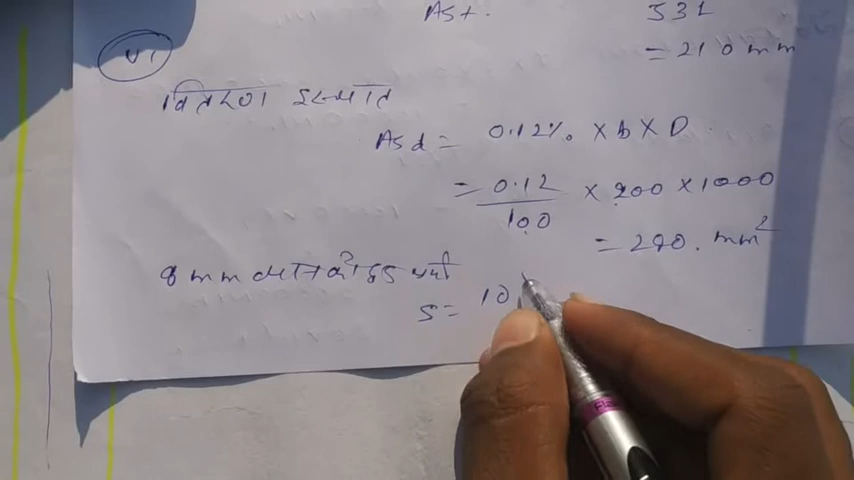 Ast.
531
= 210 mm
VI
वितरण इस्पात
Asd = 0.12%. X b X D
= 0.12 / 100 X 200 X 1000
= 240. mm²
8 mm
S = 10